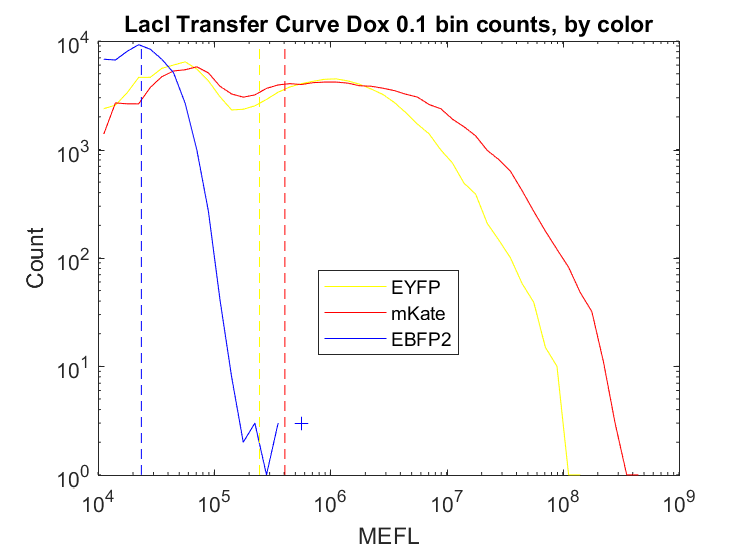 LacI Transfer Curve Dox 0.1 bin counts, by color
Count
10^4
10^3
10^2
10^1
10^0
EYFP
mKate
EBFP2
10^4 10^5 10^6 10^7 10^8 10^9
MEFL